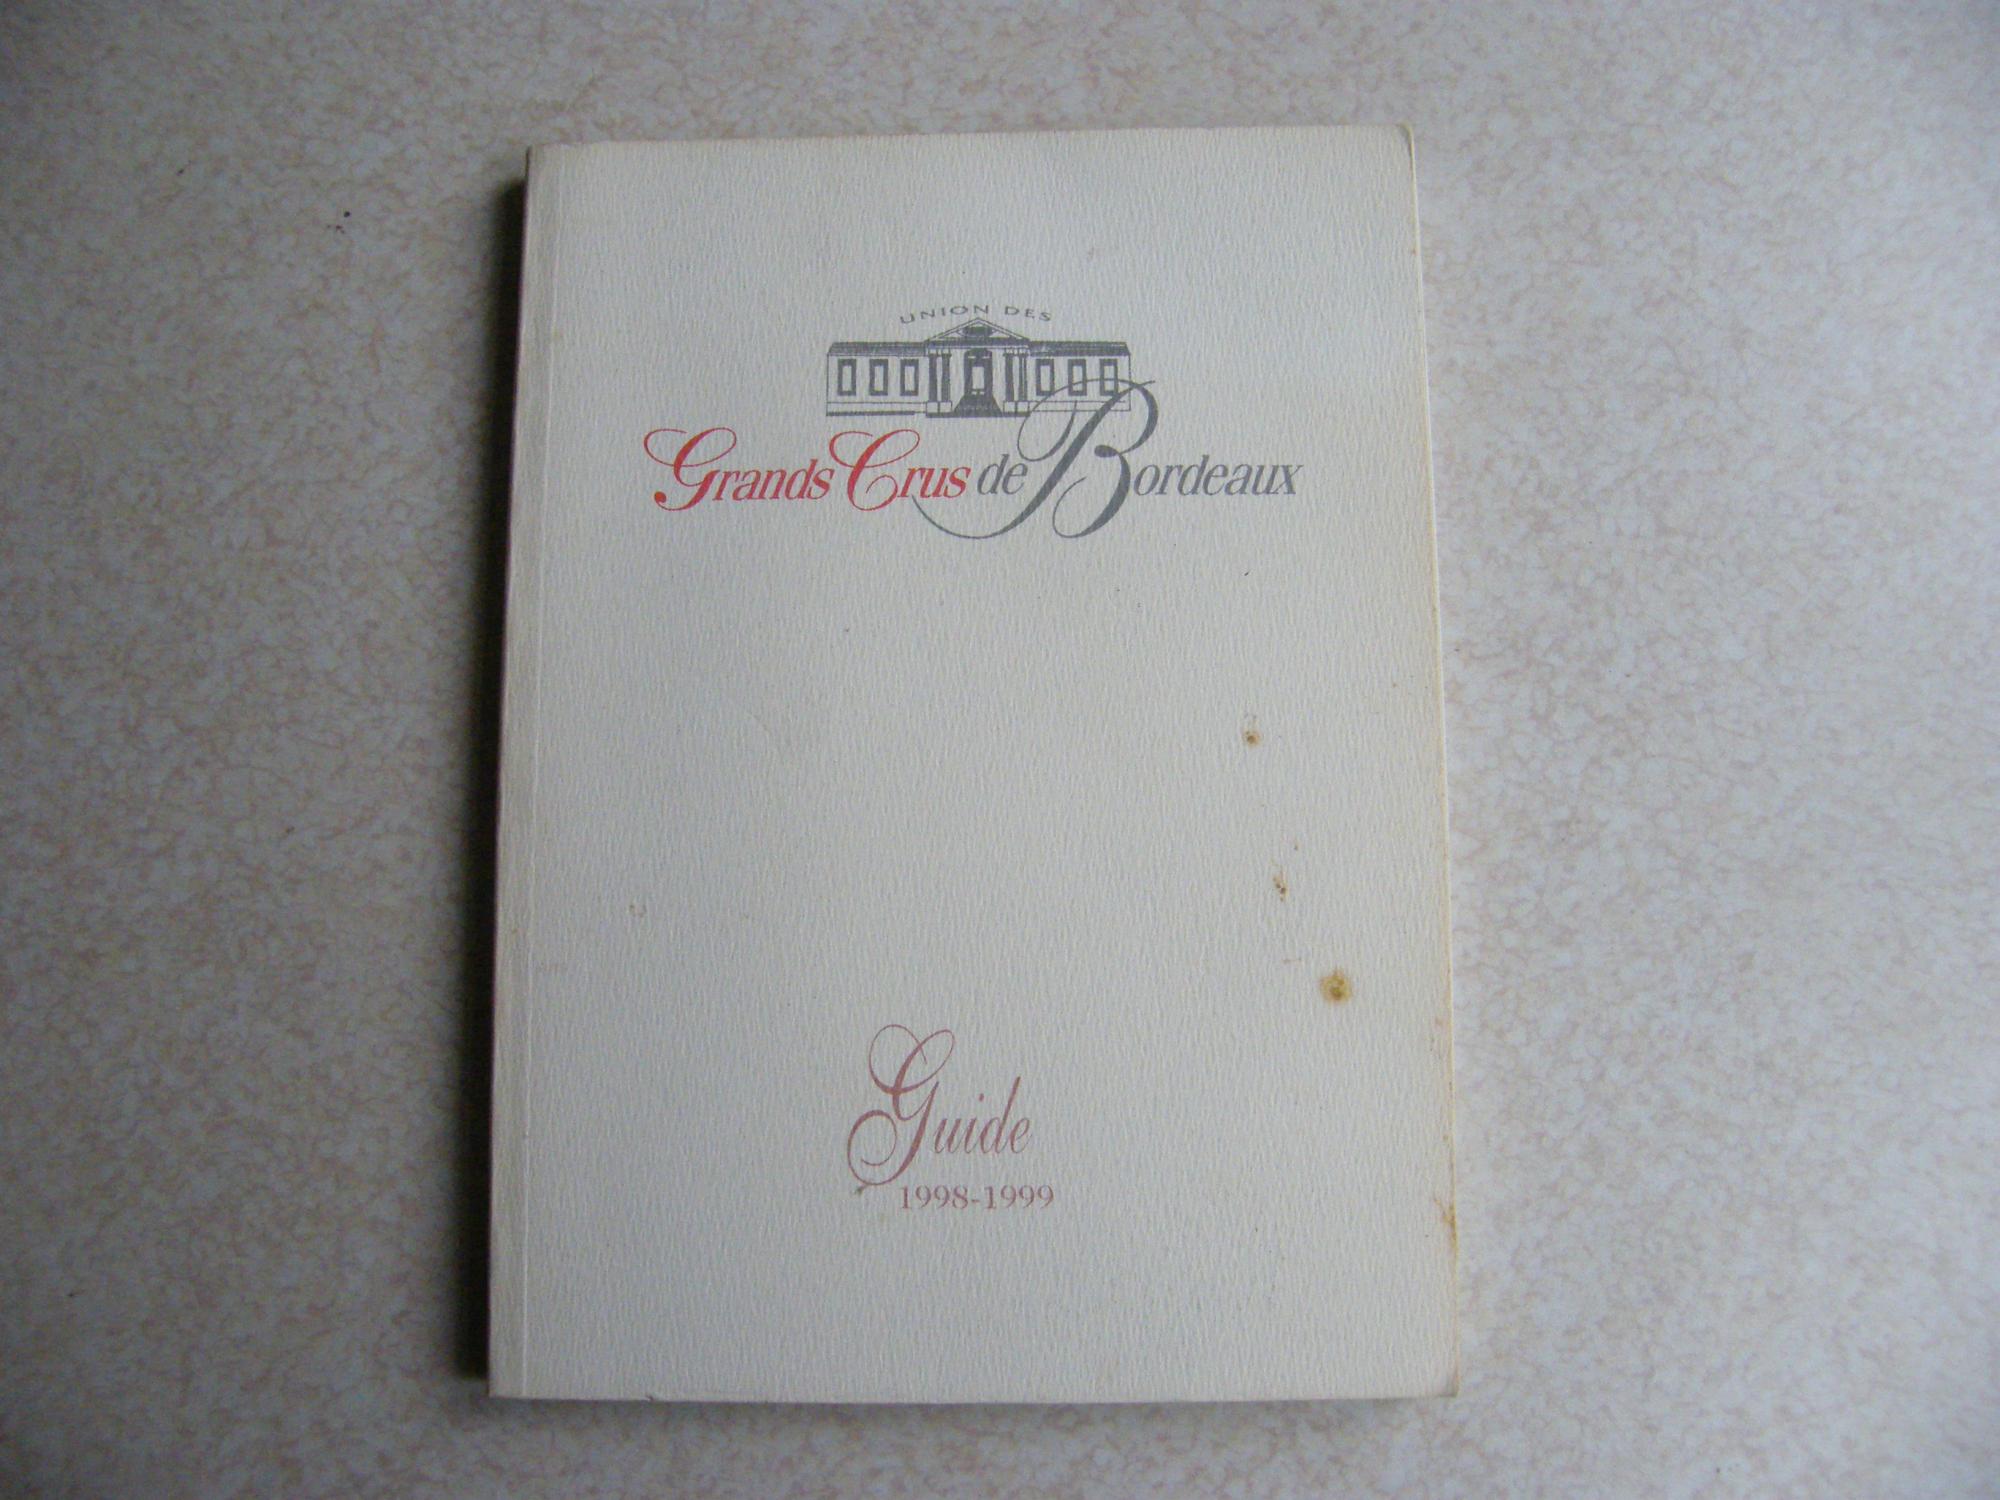 UNION DES
Grands Crus de Bordeaux
Guide
1998-1999